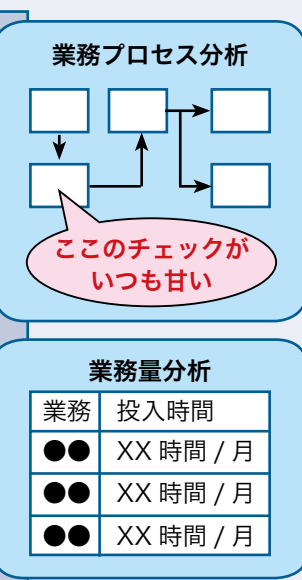 業務プロセス分析
ここのチェックが
いつも甘い
業務量分析
業務 投入時間
●● XX 時間 / 月
●● XX 時間 / 月
●● XX 時間 / 月